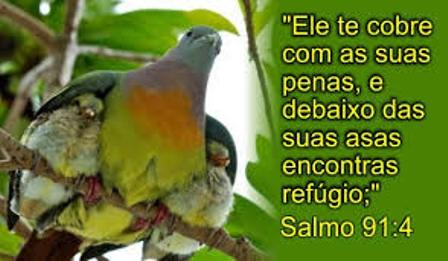 "Ele te cobre
com as suas
penas, e
debaixo das
suas asas
encontras
refúgio;"
Salmo 91:4